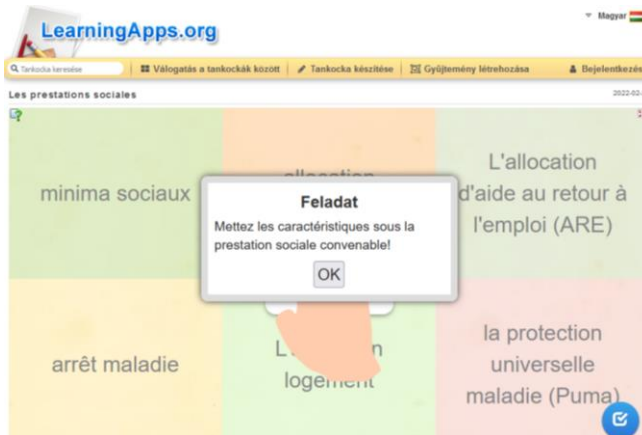 LearningApps.org
Magyar
Tankocka keresése
Válogatás a tankockák között
Tankocka készítése
Gyűjtemény létrehozása
Bejelentkezés
Les prestations sociales
2022-02-
minima sociaux
L'allocation
d'aide au retour à
l'emploi (ARE)
Feladat
Mettez les caractéristiques sous la
prestation sociale convenable!
OK
arrêt maladie
logement
la protection
universelle
maladie (Puma)